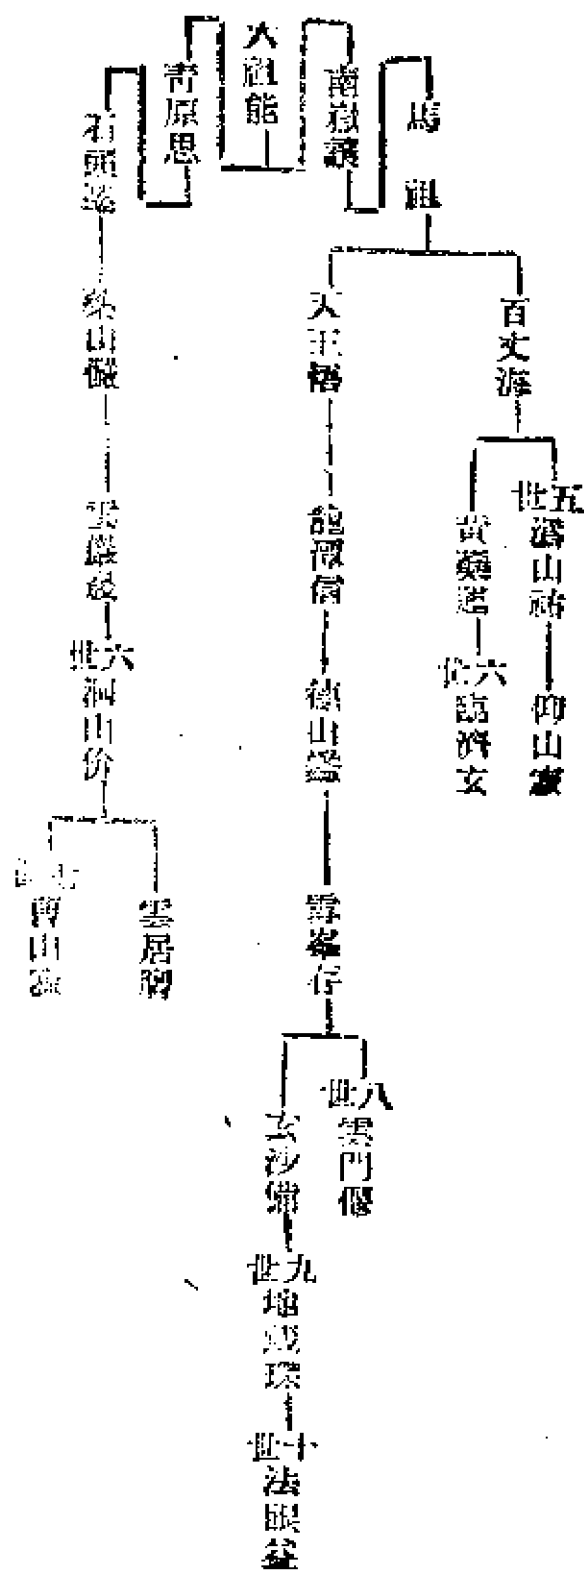 六祖能
南嶽讓
馬祖
百丈海
五世
溈山祐
仰山寂
黃蘗運
六世
臨濟玄
天王悟
龍潭信
德山鑑
雪峯存
八世
雲門偃
玄沙備
九世
地藏琛
十世
法眼益
青原思
石頭遷
藥山儼
雲巖晟
六世
洞山价
雲居膺
七世
曹山寂